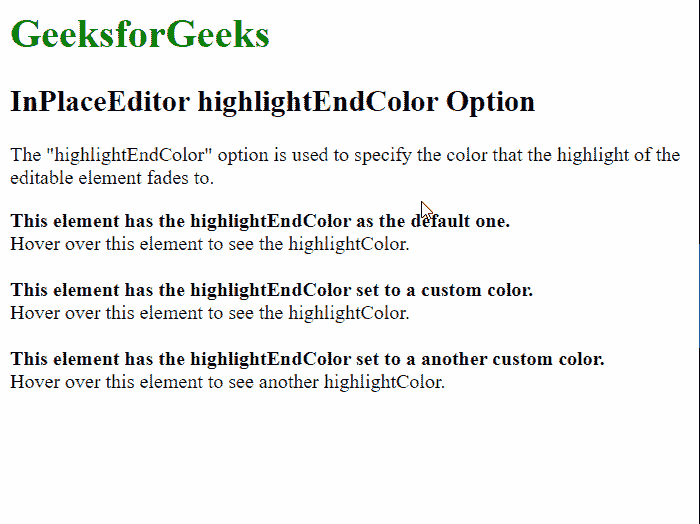 GeeksforGeeks
InPlaceEditor highlightEndColor Option
The "highlightEndColor" option is used to specify the color that the highlight of the
editable element fades to.
This element has the highlightEndColor as the default one.
Hover over this element to see the highlightColor.
This element has the highlightEndColor set to a custom color.
Hover over this element to see the highlightColor.
This element has the highlightEndColor set to a another custom color.
Hover over this element to see another highlightColor.